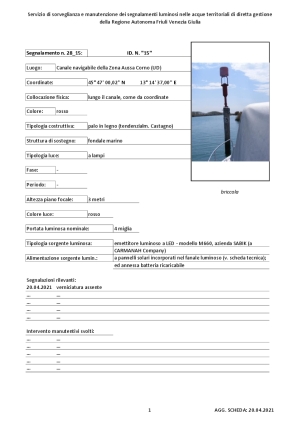 Servizio di sorveglianza e manutenzione dei segnalamenti luminosi nelle acque territoriali di diretta gestione
della Regione Autonoma Friuli Venezia Giulia
Segnalamento n. 28_15: ID. N. "15"
Luogo: Canale navigabile della Zona Aussa Corno (UD)
Coordinate: 45° 47' 00,02" N 13° 14' 37,00" E
Collocazione fisica: lungo il canale, come da coordinate
Colore: rosso
Tipologia costruttiva: palo in legno (tendenzialm. Castagno)
Struttura di sostegno: fondale marino
Tipologia luce: a lampi
Fase: -
Periodo: -
briccole
Altezza piano focale: 3 metri
Colore luce: rosso
Portata luminosa nominale: 4 miglia
Tipologia sorgente luminosa: emettitore luminoso a LED - modello M660, azienda SABIK (a
CARMANAH Company)
Alimentazione sorgente lumin.: a pannelli solari incorporati nel fanale luminoso (v. scheda tecnica);
ed annessa batteria ricaricabile
Segnalazioni rilevanti:
20.04.2021 verniciatura assente
... ...
... ...
... ...
... ...
Intervento manutentivi svolti:
... ...
... ...
... ...
... ...
1 AGG. SCHEDA: 20.04.2021